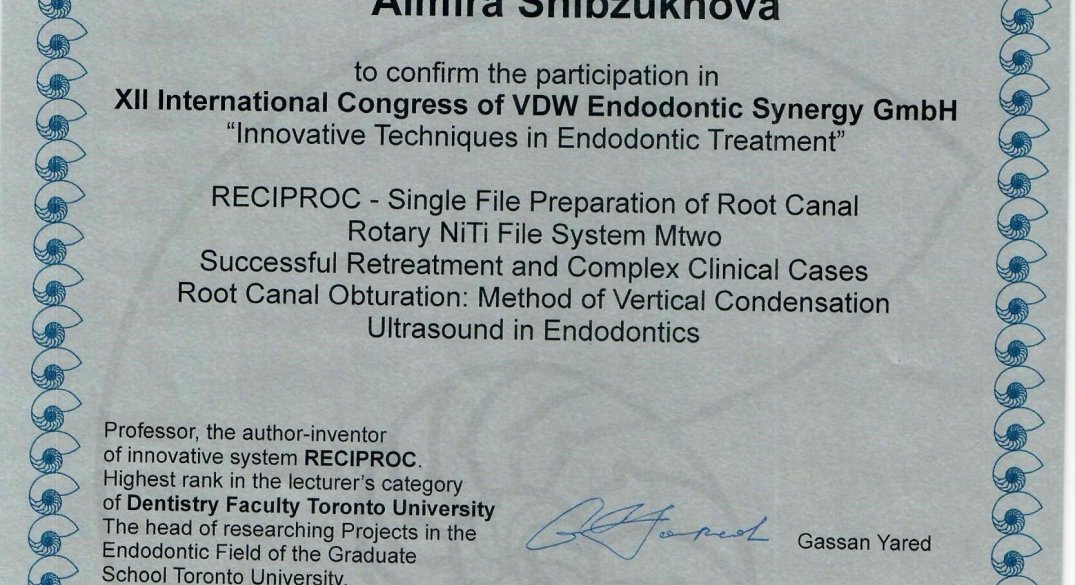 Almira Shibzukhova
to confirm the participation in
XII International Congress of VDW Endodontic Synergy GmbH
“Innovative Techniques in Endodontic Treatment”
RECIPROC - Single File Preparation of Root Canal
Rotary NiTi File System Mtwo
Successful Retreatment and Complex Clinical Cases
Root Canal Obturation: Method of Vertical Condensation
Ultrasound in Endodontics
Professor, the author-inventor
of innovative system RECIPROC.
Highest rank in the lecturer's category
of Dentistry Faculty Toronto University
The head of researching Projects in the
Endodontic Field of the Graduate
School Toronto University.
G Yared
Gassan Yared